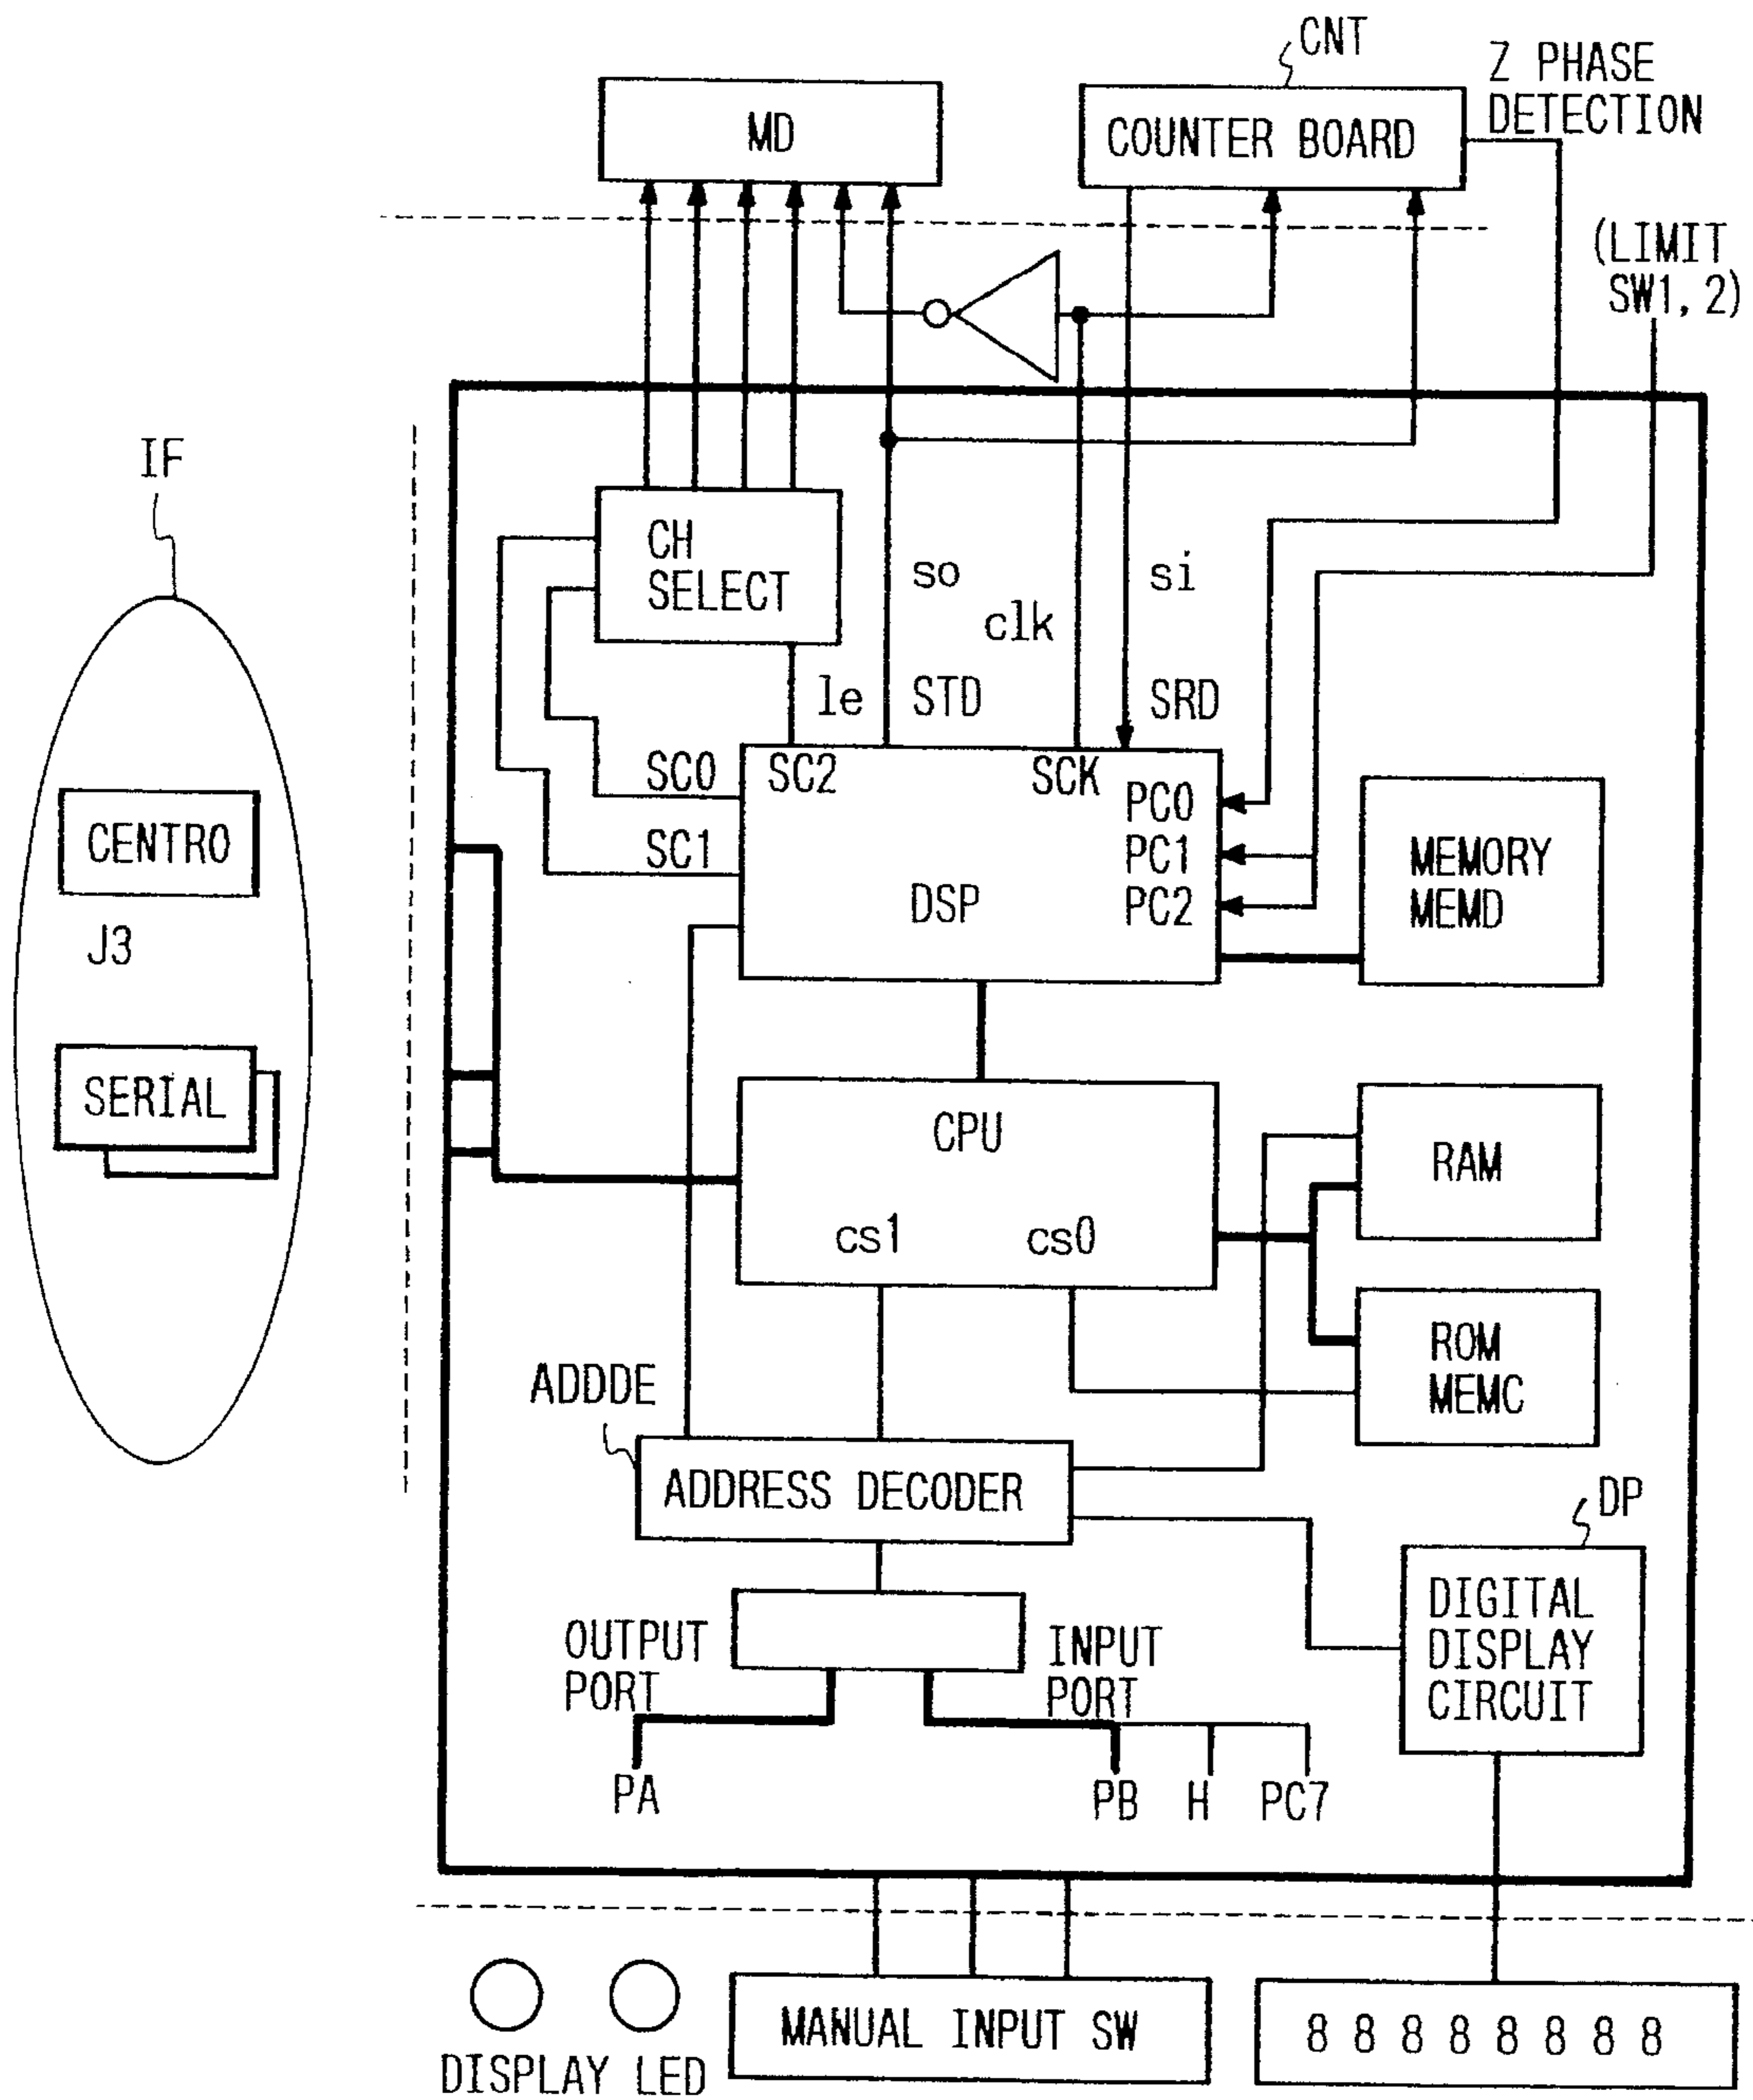 CNT
Z PHASE
DETECTION
MD
COUNTER BOARD
(LIMIT
SW1, 2)
IF
CH
SELECT
so
si
clk
le
STD
SRD
SC0
SC2
SCK
PC0
SC1
PC1
DSP
PC2
MEMORY
MEMD
CENTRO
J3
SERIAL
CPU
RAM
cs1
cs0
ROM
MEMC
ADDDE
ADDRESS DECODER
DP
DIGITAL
DISPLAY
CIRCUIT
OUTPUT
PORT
INPUT
PORT
PA
PB
H
PC7
MANUAL INPUT SW
8 8 8 8 8 8 8 8
DISPLAY LED